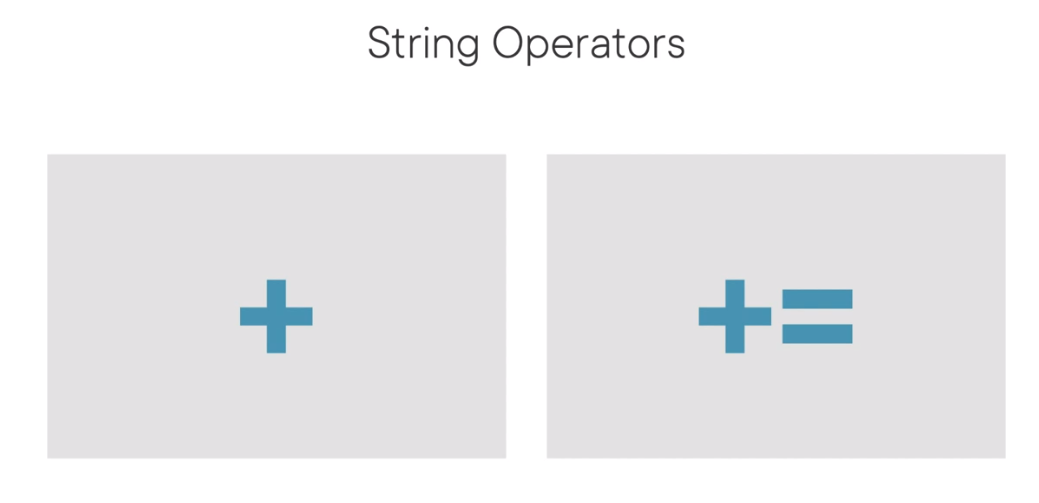 String Operators
+
+=